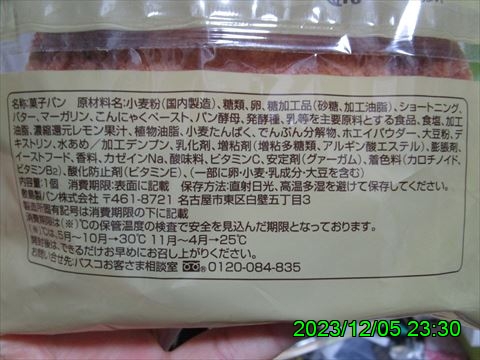 名称:菓子パン 原材料名:小麦粉(国内製造)、糖類、卵、糖加工品(砂糖、加工油脂)、ショートニング、
バター、マーガリン、こんにゃくペースト、パン酵母、発酵種、乳等を主要原料とする食品、食塩、加工
油脂、濃縮還元レモン果汁、植物油脂、小麦たんぱく、でんぷん分解物、ホエイパウダー、大豆粉、デ
キストリン、水あめ/加工デンプン、乳化剤、増粘剤(増粘多糖類、アルギン酸エステル)、膨脹剤、
イーストフード、香料、カゼインNa、酸味料、ビタミンC、安定剤(グァーガム)、着色料(カロチノイド、
ビタミンB₂)、酸化防止剤(ビタミンE)、(一部に卵・小麦・乳成分・大豆を含む)
内容量:1個 消費期限:表面に記載 保存方法:直射日光、高温多湿を避けて保存してください。
敷島製パン株式会社 〒461-8721 名古屋市東区白壁五丁目3
製造所固有記号は消費期限の下に記載
消費期限は(※)℃の保管温度の検査で安全を見込んだ期限となっております。
(※)℃は5月~10月→30℃ 11月~4月→25℃
開封後は、できるだけお早めにお召し上がりください。
お問い合せ先:パスコお客さま相談室 0120-084-835
2023/12/05 23:30